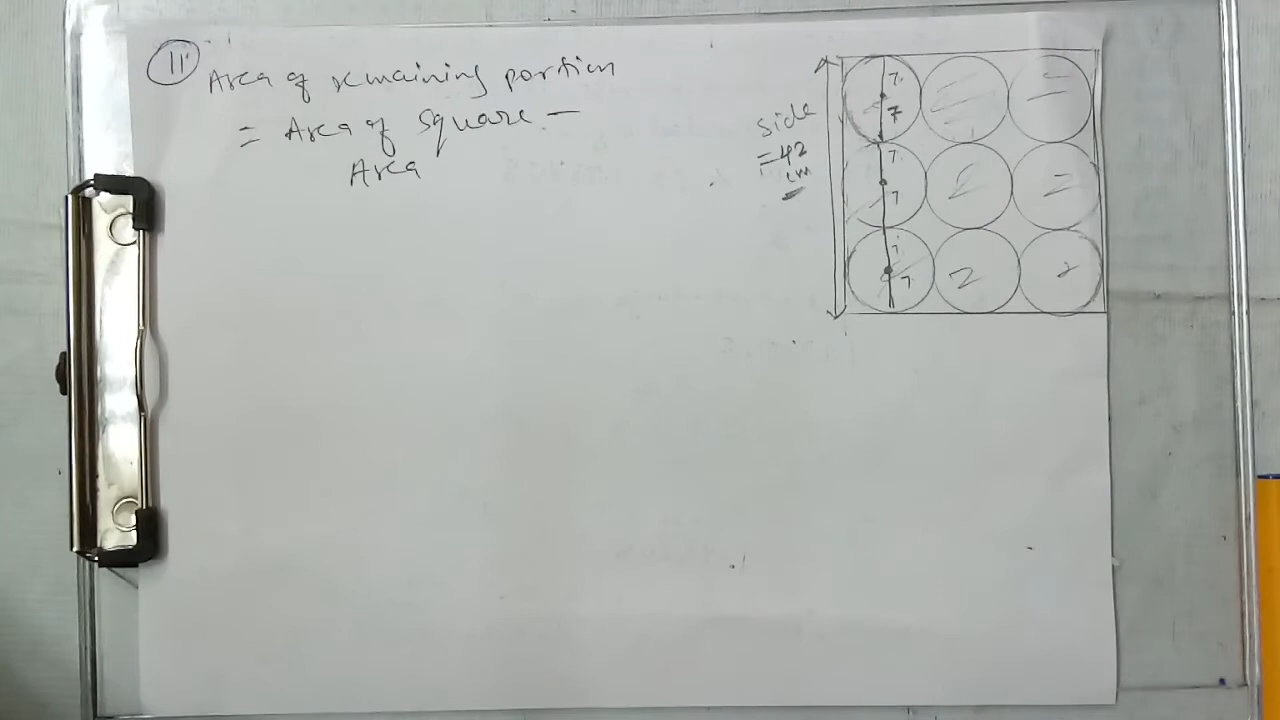 11.
Area of remaining portion
= Area of square -
Area
side
= 42
cm
7.
7
7.
7
7.
7.